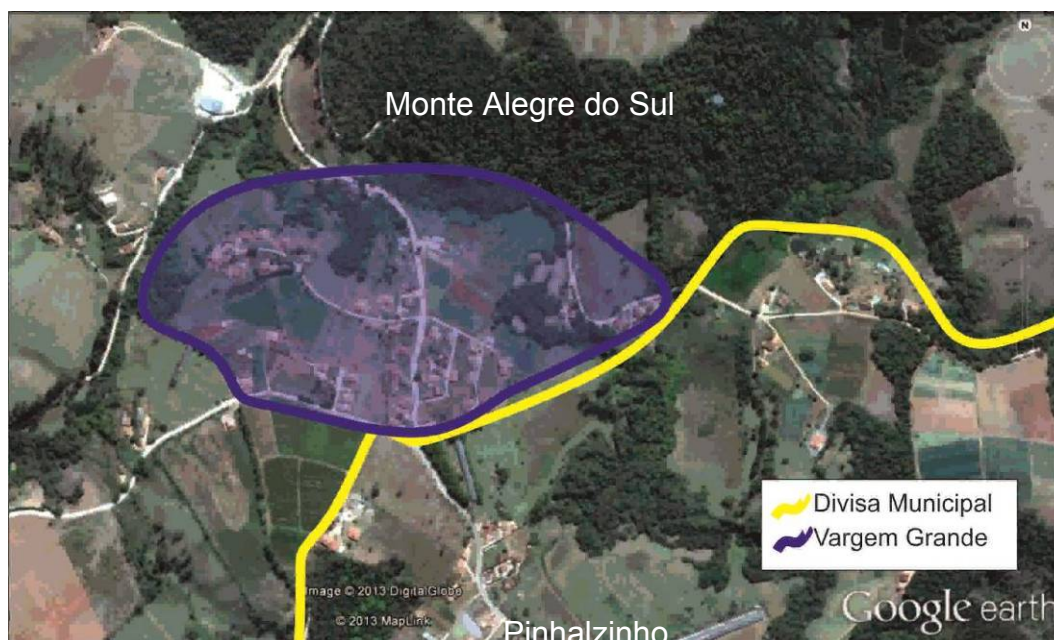 N
Monte Alegre do Sul
Divisa Municipal
Vargem Grande
Image © 2013 DigitalGlobe
© 2013 MapLink
Google earth
Pinhalzinho